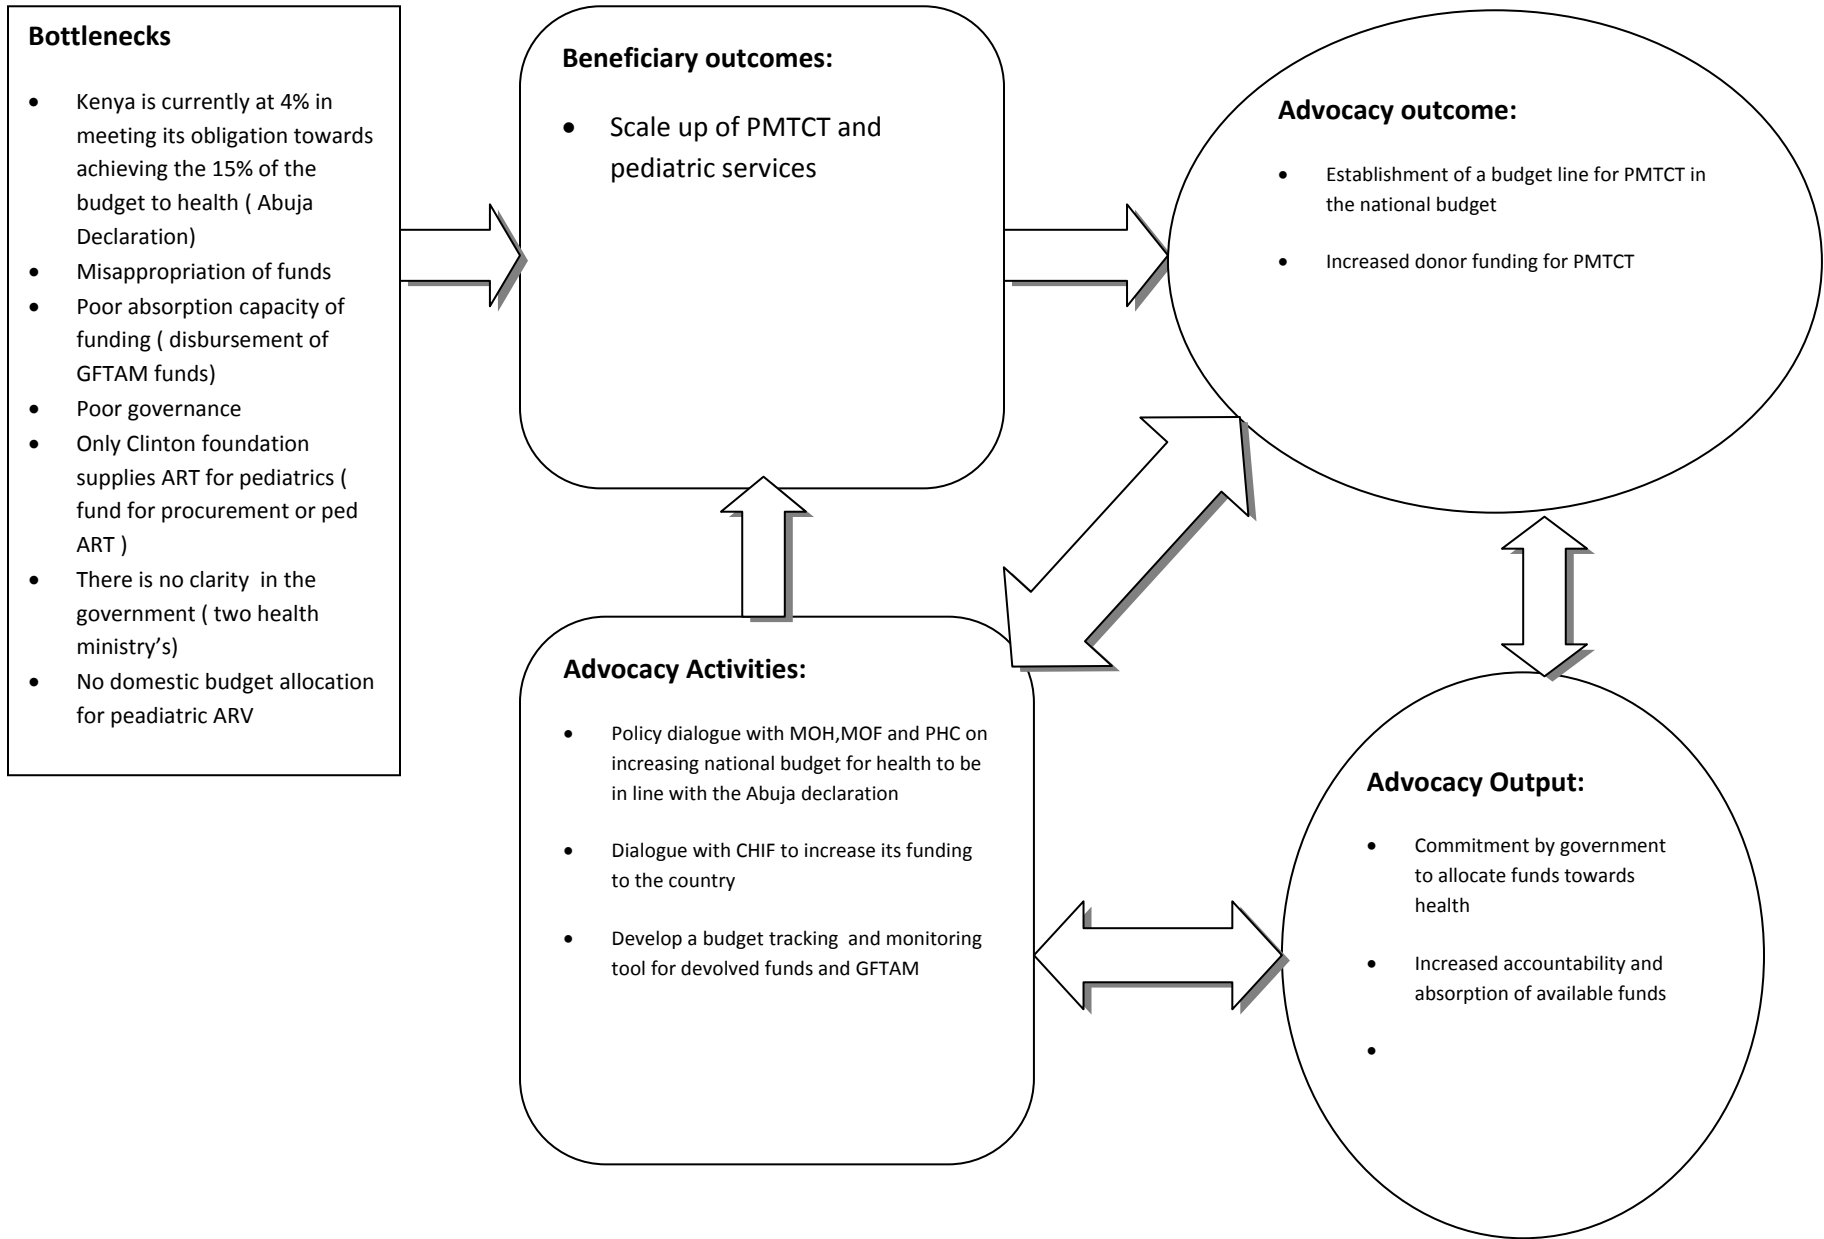 Bottlenecks
• Kenya is currently at 4% in
meeting its obligation towards
achieving the 15% of the
budget to health ( Abuja
Declaration)
• Misappropriation of funds
• Poor absorption capacity of
funding ( disbursement of
GFTAM funds)
• Poor governance
• Only Clinton foundation
supplies ART for pediatrics (
fund for procurement or ped
ART )
• There is no clarity in the
government ( two health
ministry’s)
• No domestic budget allocation
for peadiatric ARV
Beneficiary outcomes:
• Scale up of PMTCT and
pediatric services
Advocacy outcome:
• Establishment of a budget line for PMTCT in
the national budget
• Increased donor funding for PMTCT
Advocacy Activities:
• Policy dialogue with MOH,MOF and PHC on
increasing national budget for health to be
in line with the Abuja declaration
• Dialogue with CHIF to increase its funding
to the country
• Develop a budget tracking and monitoring
tool for devolved funds and GFTAM
Advocacy Output:
• Commitment by government
to allocate funds towards
health
• Increased accountability and
absorption of available funds
•